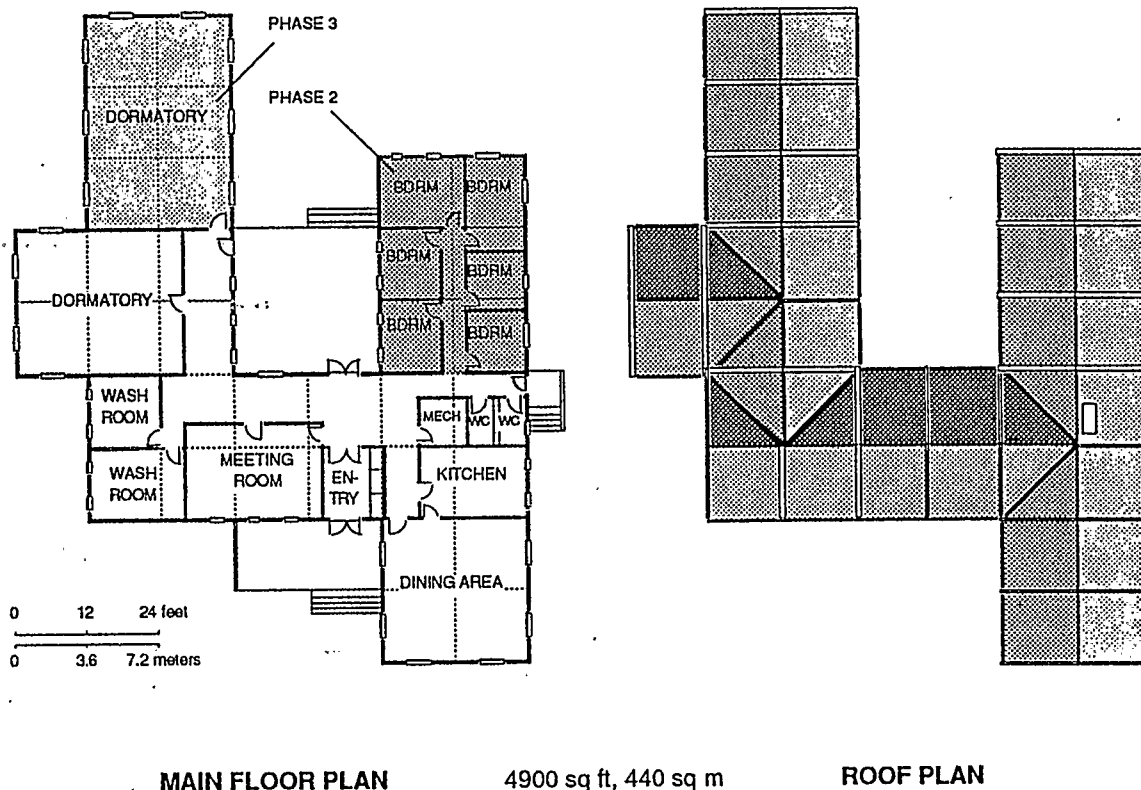 PHASE 3
PHASE 2
DORMATORY
BDRM
BDRM
BDRM
BDRM
BDRM
BDRM
DORMATORY
WASH
ROOM
WASH
ROOM
MEETING
ROOM
EN-
TRY
MECH
WC
WC
KITCHEN
DINING AREA
0 12 24 feet
0 3.6 7.2 meters
MAIN FLOOR PLAN
4900 sq ft, 440 sq m
ROOF PLAN